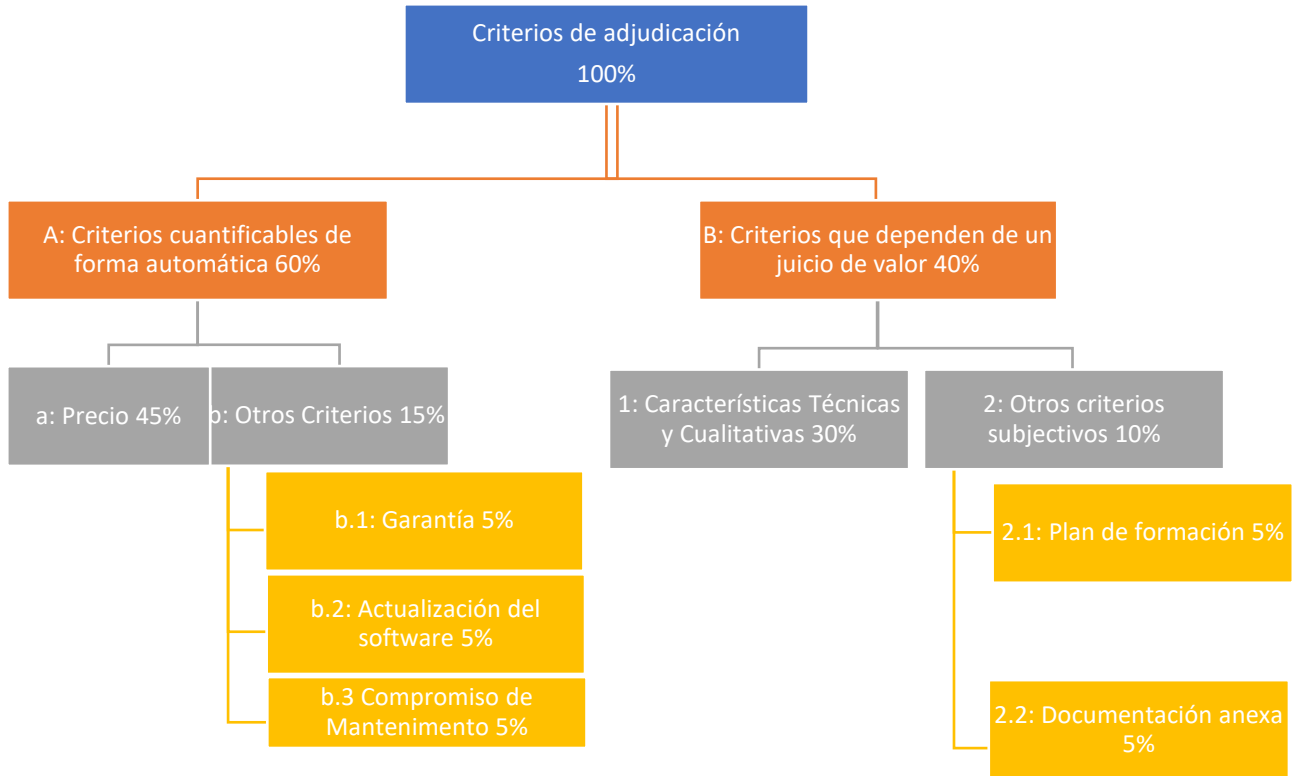 Criterios de adjudicación
100%
A: Criterios cuantificables de
forma automática 60%
B: Criterios que dependen de un
juicio de valor 40%
a: Precio 45%
b: Otros Criterios 15%
1: Características Técnicas
y Cualitativas 30%
2: Otros criterios
subjectivos 10%
b.1: Garantía 5%
b.2: Actualización del
software 5%
b.3 Compromiso de
Mantenimento 5%
2.1: Plan de formación 5%
2.2: Documentación anexa
5%